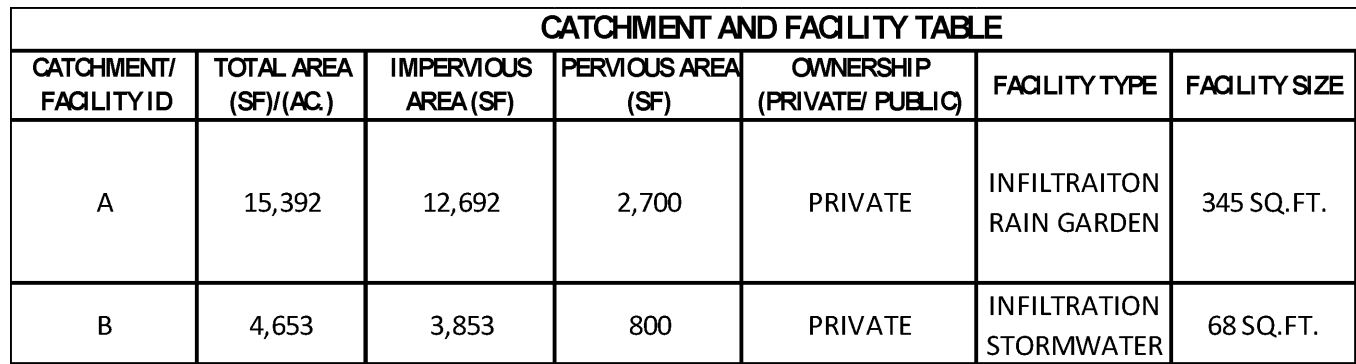 CATCHMENT AND FACILITY TABLE
CATCHMENT/ FACILITY ID | TOTAL AREA (SF)/(AC.) | IMPERVIOUS AREA (SF) | PERVIOUS AREA (SF) | OWNERSHIP (PRIVATE/ PUBLIC) | FACILITY TYPE | FACILITY SIZE
A | 15,392 | 12,692 | 2,700 | PRIVATE | INFILTRAITON RAIN GARDEN | 345 SQ.FT.
B | 4,653 | 3,853 | 800 | PRIVATE | INFILTRATION STORMWATER | 68 SQ.FT.